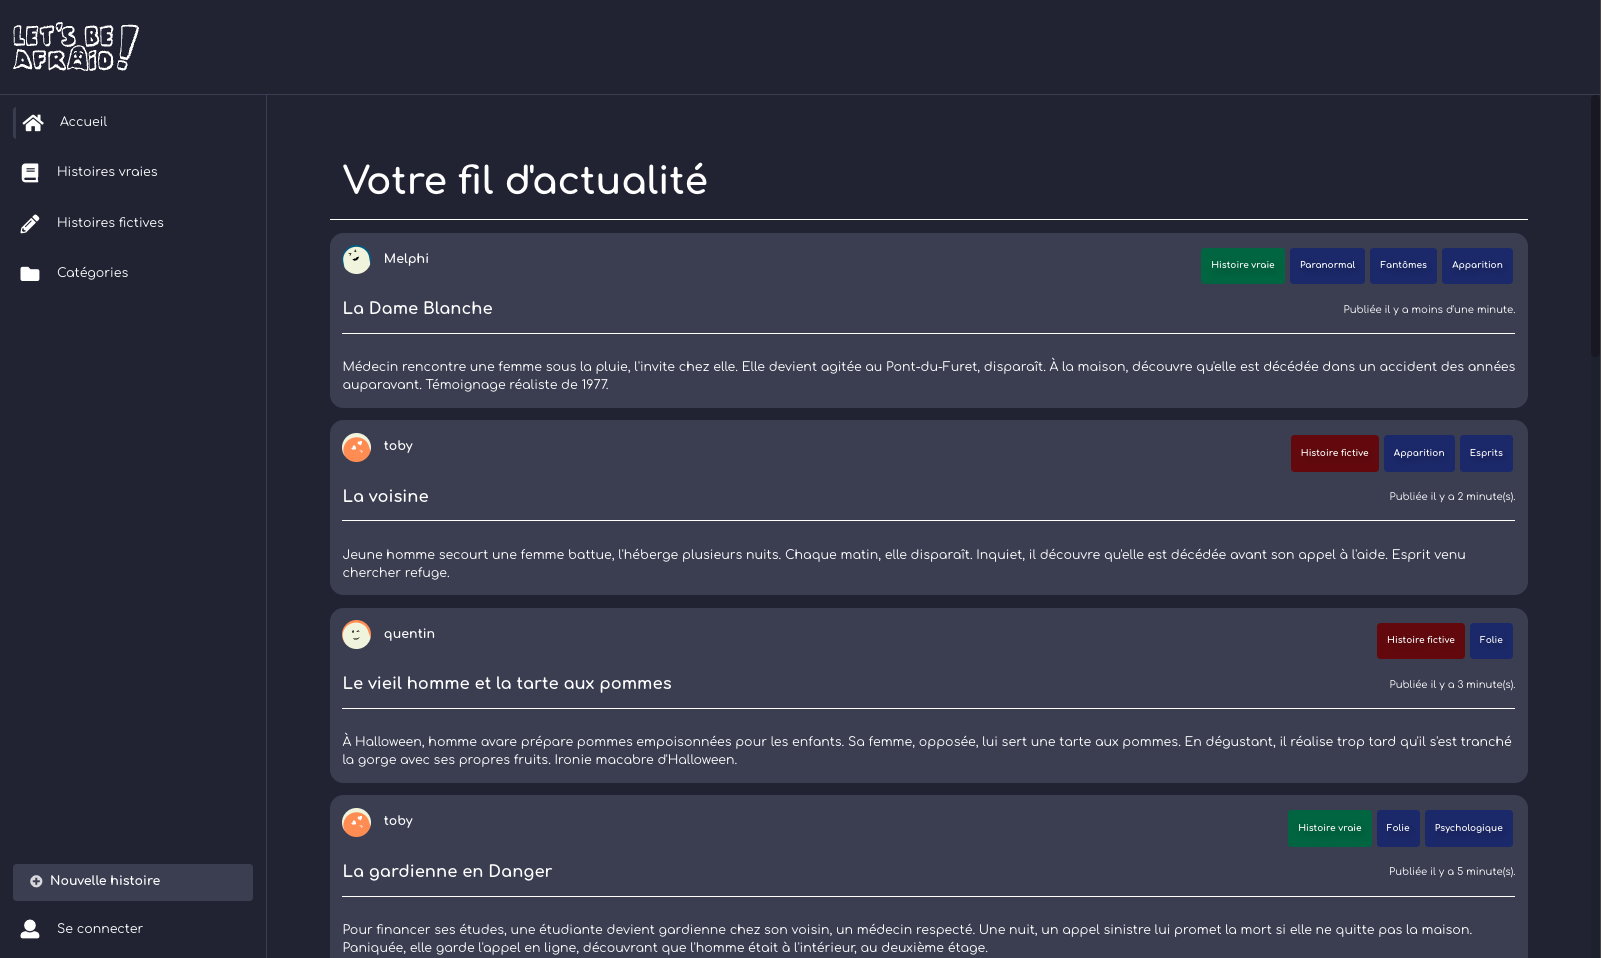 LET'S BE
AFRAID!
Accueil
Histoires vraies
Histoires fictives
Catégories
Nouvelle histoire
Se connecter
Votre fil d'actualité
Melphi
Histoire vraie Paranormal Fantômes Apparition
La Dame Blanche
Publiée il y a moins d'une minute.
Médecin rencontre une femme sous la pluie, l'invite chez elle. Elle devient agitée au Pont-du-Furet, disparaît. À la maison, découvre qu'elle est décédée dans un accident des années
auparavant. Témoignage réaliste de 1977.
toby
Histoire fictive Apparition Esprits
La voisine
Publiée il y a 2 minute(s).
Jeune homme secourt une femme battue, l'héberge plusieurs nuits. Chaque matin, elle disparaît. Inquiet, il découvre qu'elle est décédée avant son appel à l'aide. Esprit venu
chercher refuge.
quentin
Histoire fictive Folie
Le vieil homme et la tarte aux pommes
Publiée il y a 3 minute(s).
À Halloween, homme avare prépare pommes empoisonnées pour les enfants. Sa femme, opposée, lui sert une tarte aux pommes. En dégustant, il réalise trop tard qu'il s'est tranché
la gorge avec ses propres fruits. Ironie macabre d'Halloween.
toby
Histoire vraie Folie Psychologique
La gardienne en Danger
Publiée il y a 5 minute(s).
Pour financer ses études, une étudiante devient gardienne chez son voisin, un médecin respecté. Une nuit, un appel sinistre lui promet la mort si elle ne quitte pas la maison.
Paniquée, elle garde l'appel en ligne, découvrant que l'homme était à l'intérieur, au deuxième étage.